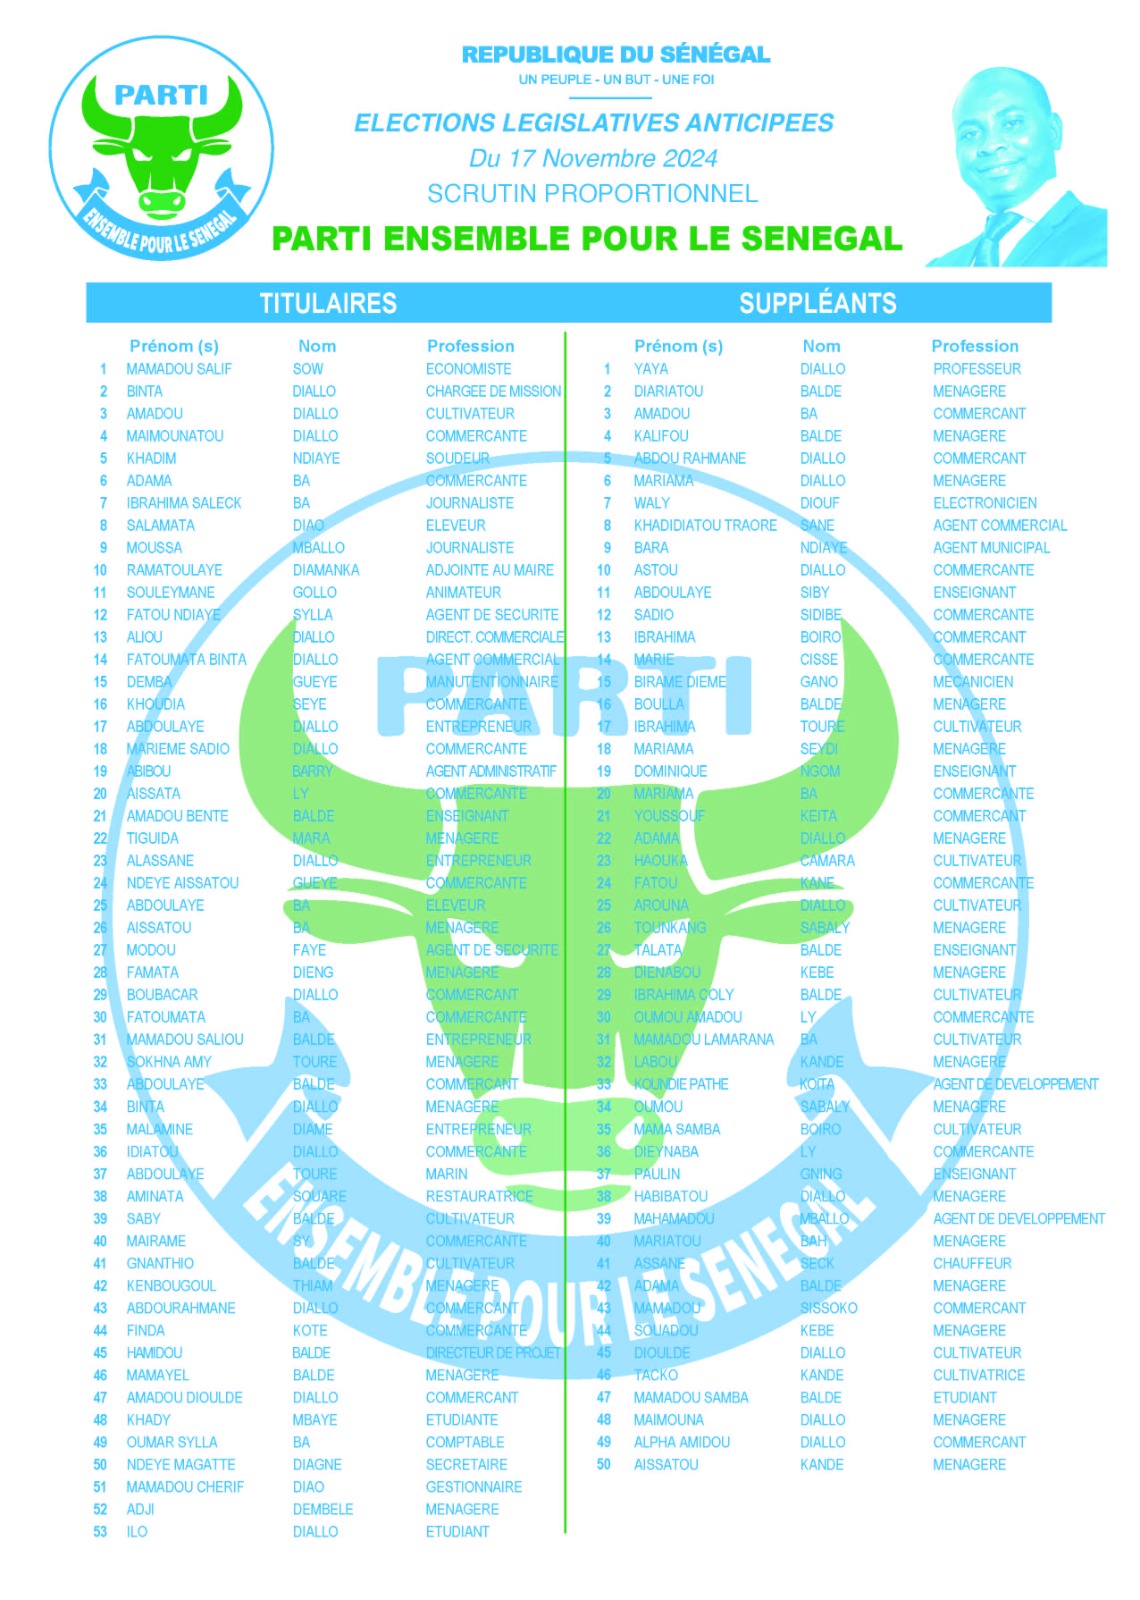 PARTI
ENSEMBLE POUR LE SENEGAL
REPUBLIQUE DU SÉNÉGAL
UN PEUPLE - UN BUT - UNE FOI
ELECTIONS LEGISLATIVES ANTICIPEES
Du 17 Novembre 2024
SCRUTIN PROPORTIONNEL
PARTI ENSEMBLE POUR LE SENEGAL
TITULAIRES
Prénom (s) Nom Profession
1 MAMADOU SALIF SOW ECONOMISTE
2 BINTA DIALLO CHARGEE DE MISSION
3 AMADOU DIALLO CULTIVATEUR
4 MAIMOUNATOU DIALLO COMMERCANTE
5 KHADIM NDIAYE SOUDEUR
6 ADAMA BA COMMERCANTE
7 IBRAHIMA SALECK BA JOURNALISTE
8 SALAMATA DIAO ELEVEUR
9 MOUSSA MBALLO JOURNALISTE
10 RAMATOULAYE DIAMANKA ADJOINTE AU MAIRE
11 SOULEYMANE GOLLO ANIMATEUR
12 FATOU NDIAYE SYLLA AGENT DE SECURITE
13 ALIOU DIALLO DIRECT. COMMERCIALE
14 FATOUMATA BINTA DIALLO AGENT COMMERCIAL
15 DEMBA GUEYE MANUTENTIONNAIRE
16 KHOUDIA SEYE COMMERCANTE
17 ABDOULAYE DIALLO ENTREPRENEUR
18 MARIEME SADIO DIALLO COMMERCANTE
19 ABIBOU BARRY AGENT ADMINISTRATIF
20 AISSATA LY COMMERCANTE
21 AMADOU BENTE BALDE ENSEIGNANT
22 TIGUIDA MARA MENAGERE
23 ALASSANE DIALLO ENTREPRENEUR
24 NDEYE AISSATOU GUEYE COMMERCANTE
25 ABDOULAYE BA ELEVEUR
26 AISSATOU BA MENAGERE
27 MODOU FAYE AGENT DE SECURITE
28 FAMATA DIENG MENAGERE
29 BOUBACAR DIALLO COMMERCANT
30 FATOUMATA BA COMMERCANTE
31 MAMADOU SALIOU BALDE ENTREPRENEUR
32 SOKHNA AMY TOURE MENAGERE
33 ABDOULAYE BALDE COMMERCANT
34 BINTA DIALLO MENAGERE
35 MALAMINE DIAME ENTREPRENEUR
36 IDIATOU DIALLO COMMERCANTE
37 ABDOULAYE TOURE MARIN
38 AMINATA SOUARE RESTAURATRICE
39 SABY BALDE CULTIVATEUR
40 MAIRAME SY COMMERCANTE
41 GNANTHIO BALDE CULTIVATEUR
42 KENBOUGOUL THIAM MENAGERE
43 ABDOURAHMANE DIALLO COMMERCANT
44 FINDA KOTE COMMERCANTE
45 HAMIDOU BALDE DIRECTEUR DE PROJET
46 MAMAYEL BALDE MENAGERE
47 AMADOU DIOULDE DIALLO COMMERCANT
48 KHADY MBAYE ETUDIANTE
49 OUMAR SYLLA BA COMPTABLE
50 NDEYE MAGATTE DIAGNE SECRETAIRE
51 MAMADOU CHERIF DIAO GESTIONNAIRE
52 ADJI DEMBELE MENAGERE
53 ILO DIALLO ETUDIANT
SUPPLÉANTS
Prénom (s) Nom Profession
1 YAYA DIALLO PROFESSEUR
2 DIARIATOU BALDE MENAGERE
3 AMADOU BA COMMERCANT
4 KALIFOU BALDE MENAGERE
5 ABDOU RAHMANE DIALLO COMMERCANT
6 MARIAMA DIALLO MENAGERE
7 WALY DIOUF ELECTRONICIEN
8 KHADIDIATOU TRAORE SANE AGENT COMMERCIAL
9 BARA NDIAYE AGENT MUNICIPAL
10 ASTOU DIALLO COMMERCANTE
11 ABDOULAYE SIBY ENSEIGNANT
12 SADIO SIDIBE COMMERCANTE
13 IBRAHIMA BOIRO COMMERCANT
14 MARIE CISSE COMMERCANTE
15 BIRAME DIEME GANO MECANICIEN
16 BOULLA BALDE MENAGERE
17 IBRAHIMA TOURE CULTIVATEUR
18 MARIAMA SEYDI MENAGERE
19 DOMINIQUE NGOM ENSEIGNANT
20 MARIAMA BA COMMERCANTE
21 YOUSSOUF KEITA COMMERCANT
22 ADAMA DIALLO MENAGERE
23 HAOUKA CAMARA CULTIVATEUR
24 FATOU KANE COMMERCANTE
25 AROUNA DIALLO CULTIVATEUR
26 TOUNKANG SABALY MENAGERE
27 TALATA BALDE ENSEIGNANT
28 DIENABOU KEBE MENAGERE
29 IBRAHIMA COLY BALDE CULTIVATEUR
30 OUMOU AMADOU LY COMMERCANTE
31 MAMADOU LAMARANA BA CULTIVATEUR
32 LABOU KANDE MENAGERE
33 KOUNDIE PATHE KOITA AGENT DE DEVELOPPEMENT
34 OUMOU SABALY MENAGERE
35 MAMA SAMBA BOIRO CULTIVATEUR
36 DIEYNABA LY COMMERCANTE
37 PAULIN GNING ENSEIGNANT
38 HABIBATOU DIALLO MENAGERE
39 MAHAMADOU MBALLO AGENT DE DEVELOPPEMENT
40 MARIATOU BAH MENAGERE
41 ASSANE SECK CHAUFFEUR
42 ADAMA BALDE MENAGERE
43 MAMADOU SISSOKO COMMERCANT
44 SOUADOU KEBE MENAGERE
45 DIOULDE DIALLO CULTIVATEUR
46 TACKO KANDE CULTIVATRICE
47 MAMADOU SAMBA BALDE ETUDIANT
48 MAIMOUNA DIALLO MENAGERE
49 ALPHA AMIDOU DIALLO COMMERCANT
50 AISSATOU KANDE MENAGERE
PARTI
ENSEMBLE POUR LE SENEGAL